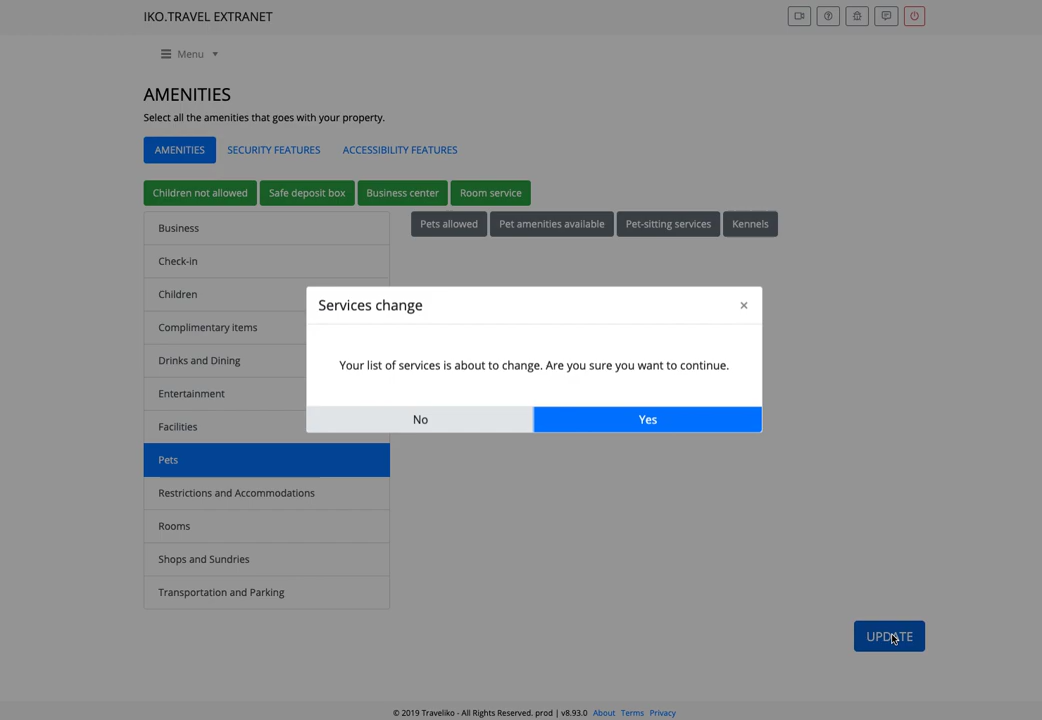 IKO.TRAVEL EXTRANET
Menu
AMENITIES
Select all the amenities that goes with your property.
AMENITIES SECURITY FEATURES ACCESSIBILITY FEATURES
Children not allowed Safe deposit box Business center Room service
Business
Pets allowed Pet amenities available Pet-sitting services Kennels
Check-in
Children
Services change ×
Complimentary items
Drinks and Dining
Your list of services is about to change. Are you sure you want to continue.
Entertainment
Facilities
No Yes
Pets
Restrictions and Accommodations
Rooms
Shops and Sundries
Transportation and Parking
UPDATE
© 2019 Traveliko - All Rights Reserved. prod | v8.93.0 About Terms Privacy